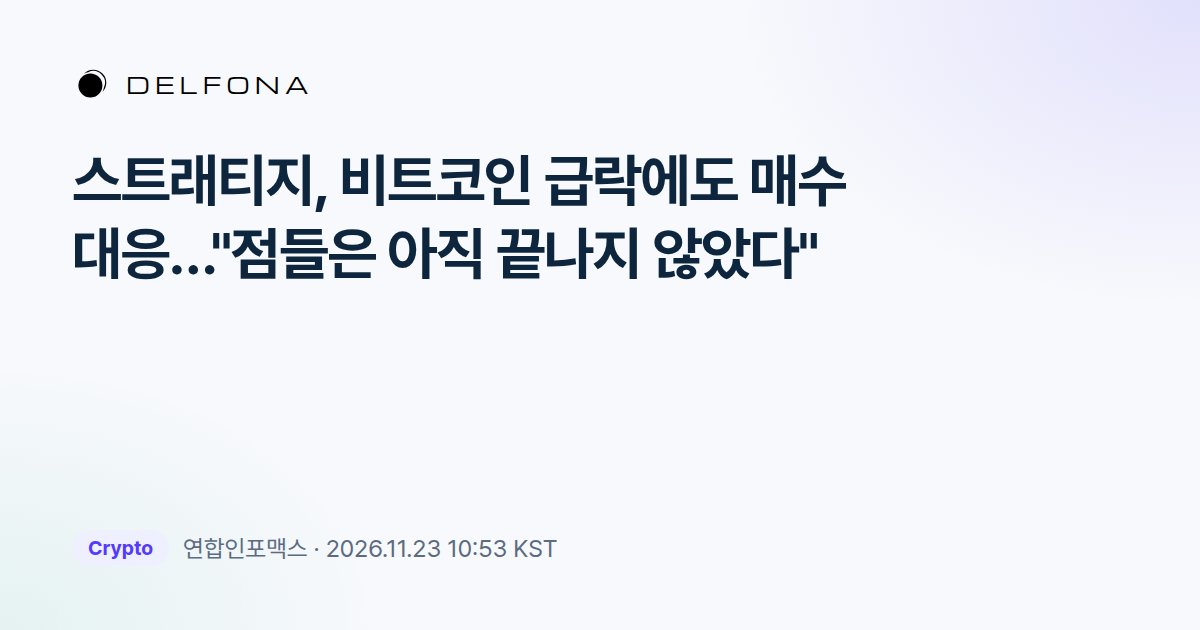 DELFONA
스트래티지, 비트코인 급락에도 매수
대응…"점들은 아직 끝나지 않았다"
Crypto 연합인포맥스 · 2026.11.23 10:53 KST